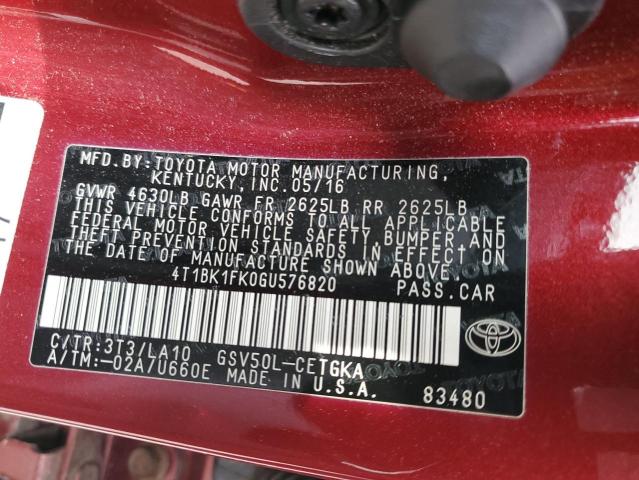 MFD. BY: TOYOTA MOTOR MANUFACTURING,
KENTUCKY, INC. 05/16
GVWR 4630LB GAWR FR 2625LB RR 2625LB
THIS VEHICLE CONFORMS TO ALL APPLICABLE
FEDERAL MOTOR VEHICLE SAFETY, BUMPER, AND
THEFT PREVENTION STANDARDS IN EFFECT ON
THE DATE OF MANUFACTURE SHOWN ABOVE.
4T1BK1FK0GU576820 PASS.CAR
C/TR:3T3/LA10 GSV50L-CETGKA
A/TM:-02A/U660E MADE IN U.S.A. 83480